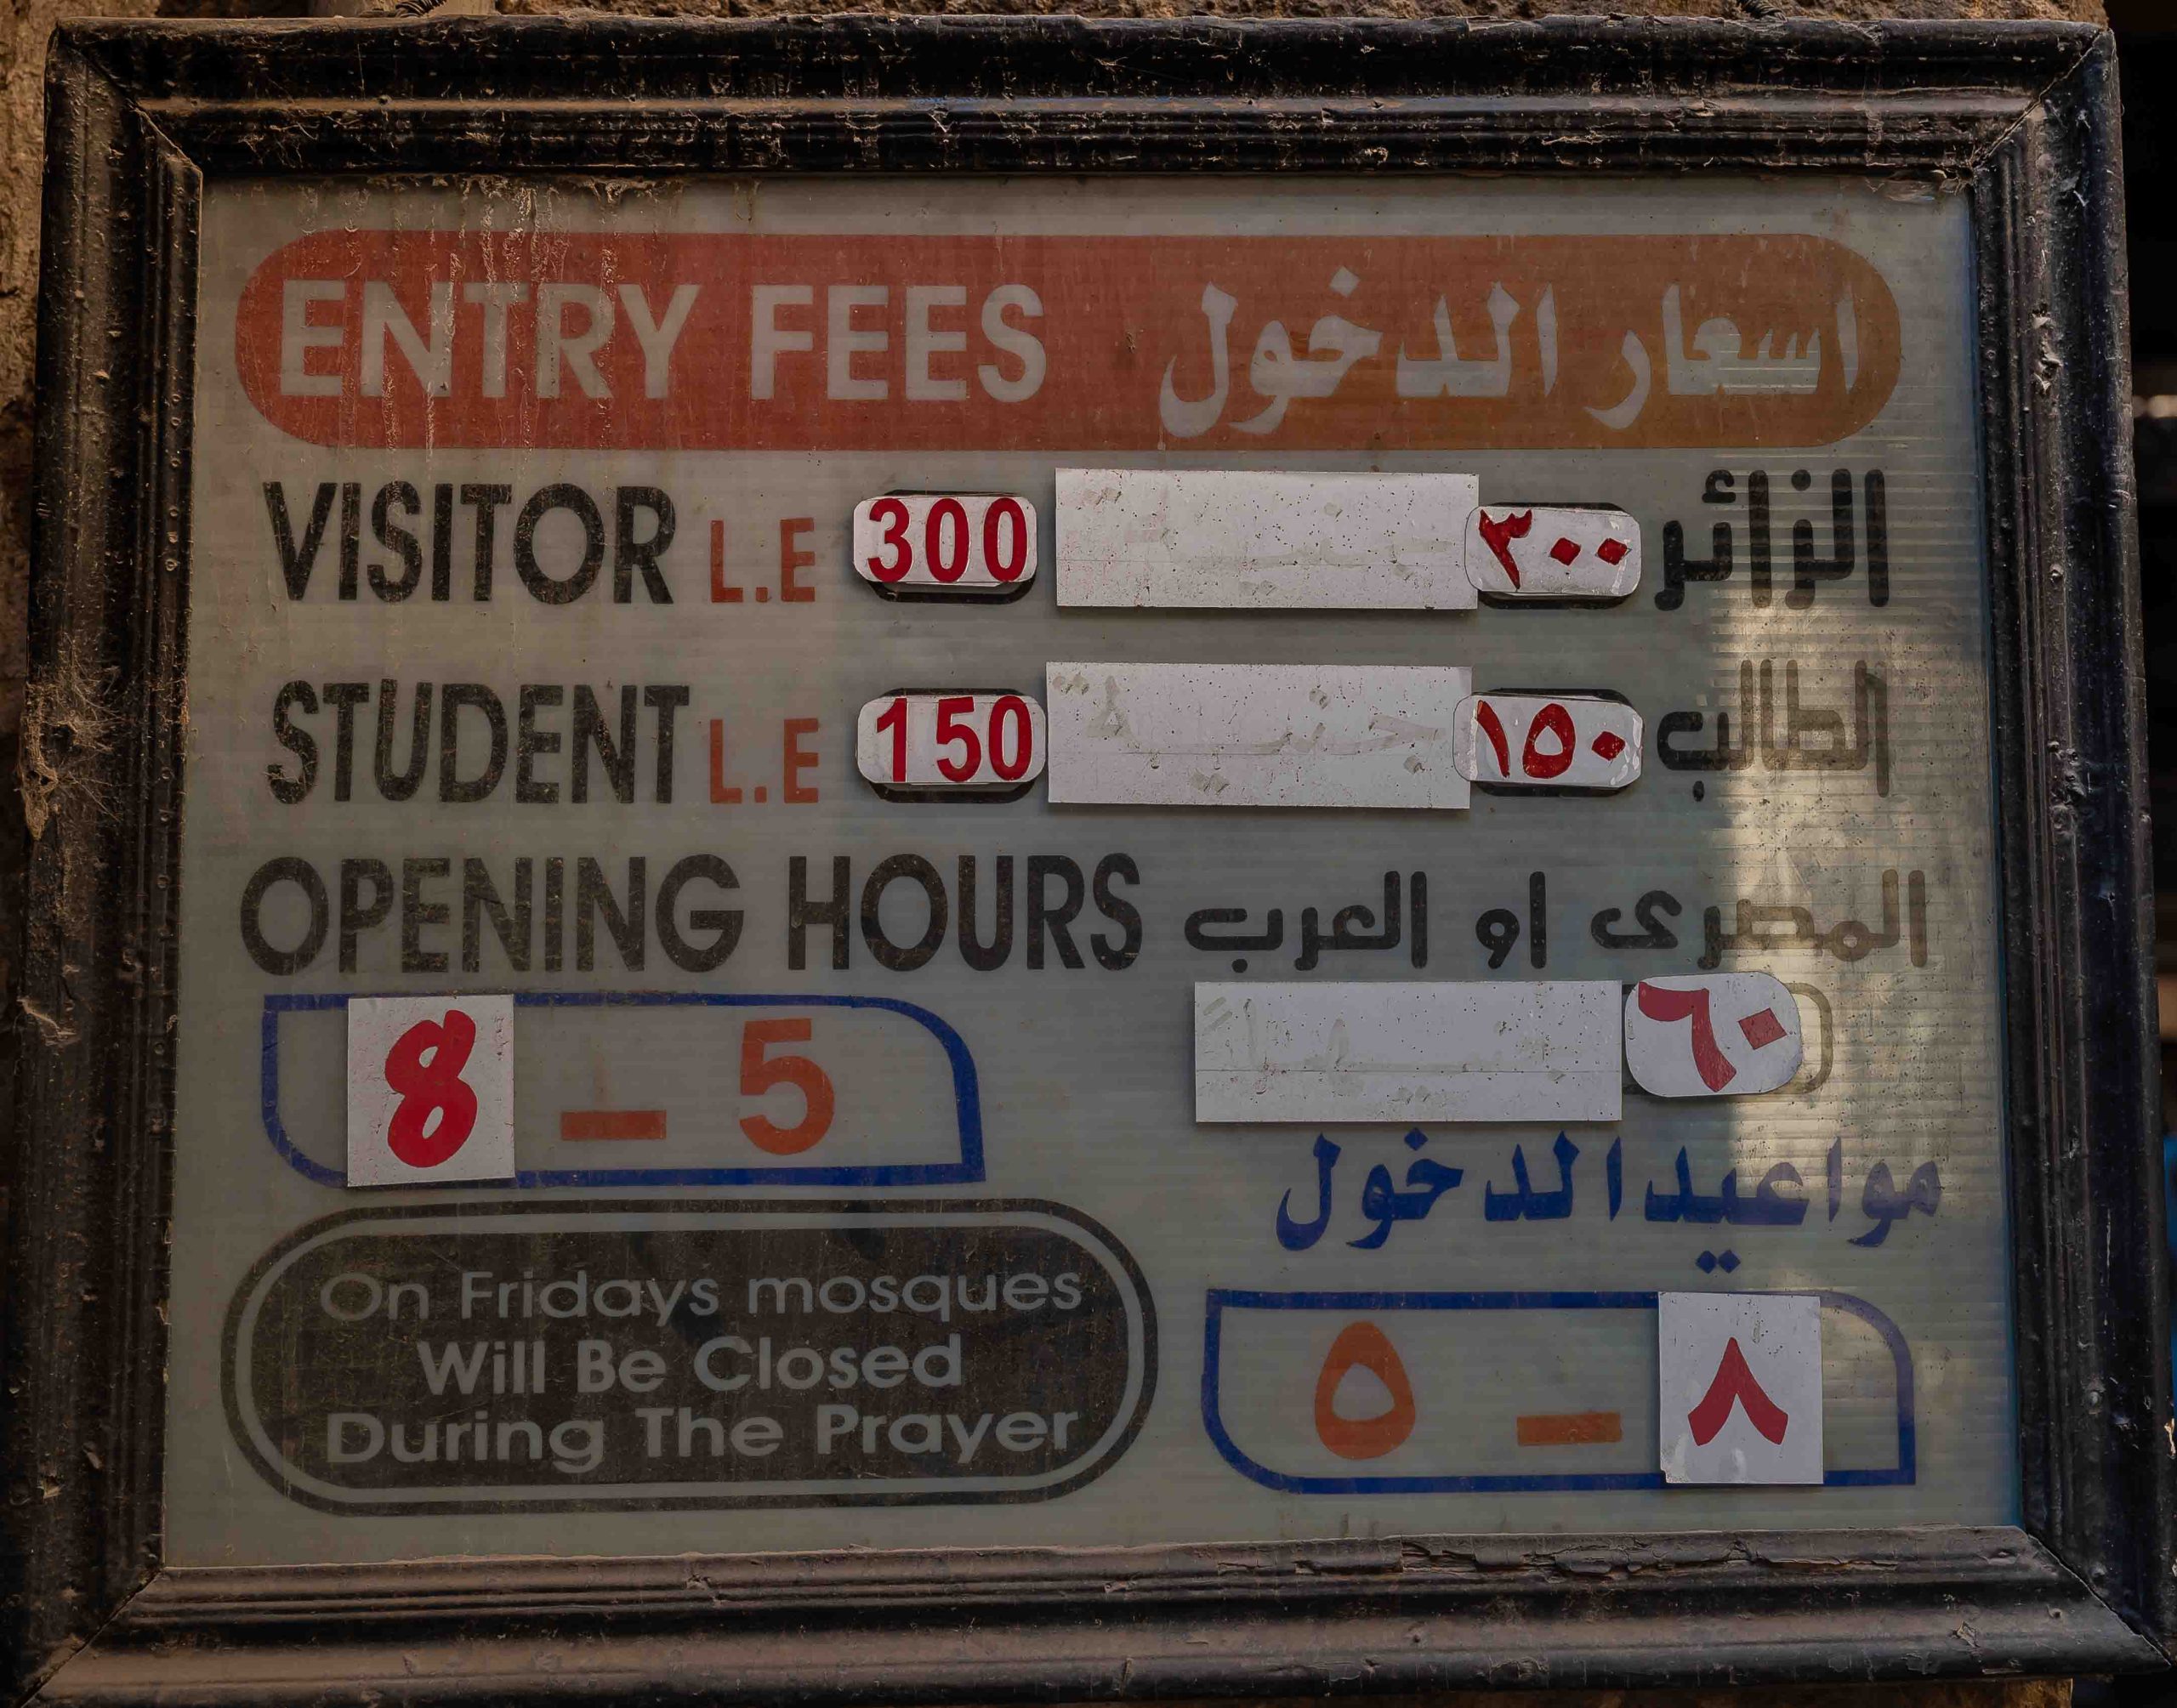 ENTRY FEES اسعار الدخول
VISITOR L.E 300 ٣٠٠ الزائر
STUDENT L.E 150 ١٥٠ الطالب
OPENING HOURS
8 - 5
On Fridays mosques
Will Be Closed
During The Prayer
المصرى او العرب
٦٠
مواعيد الدخول
٨ - ٥